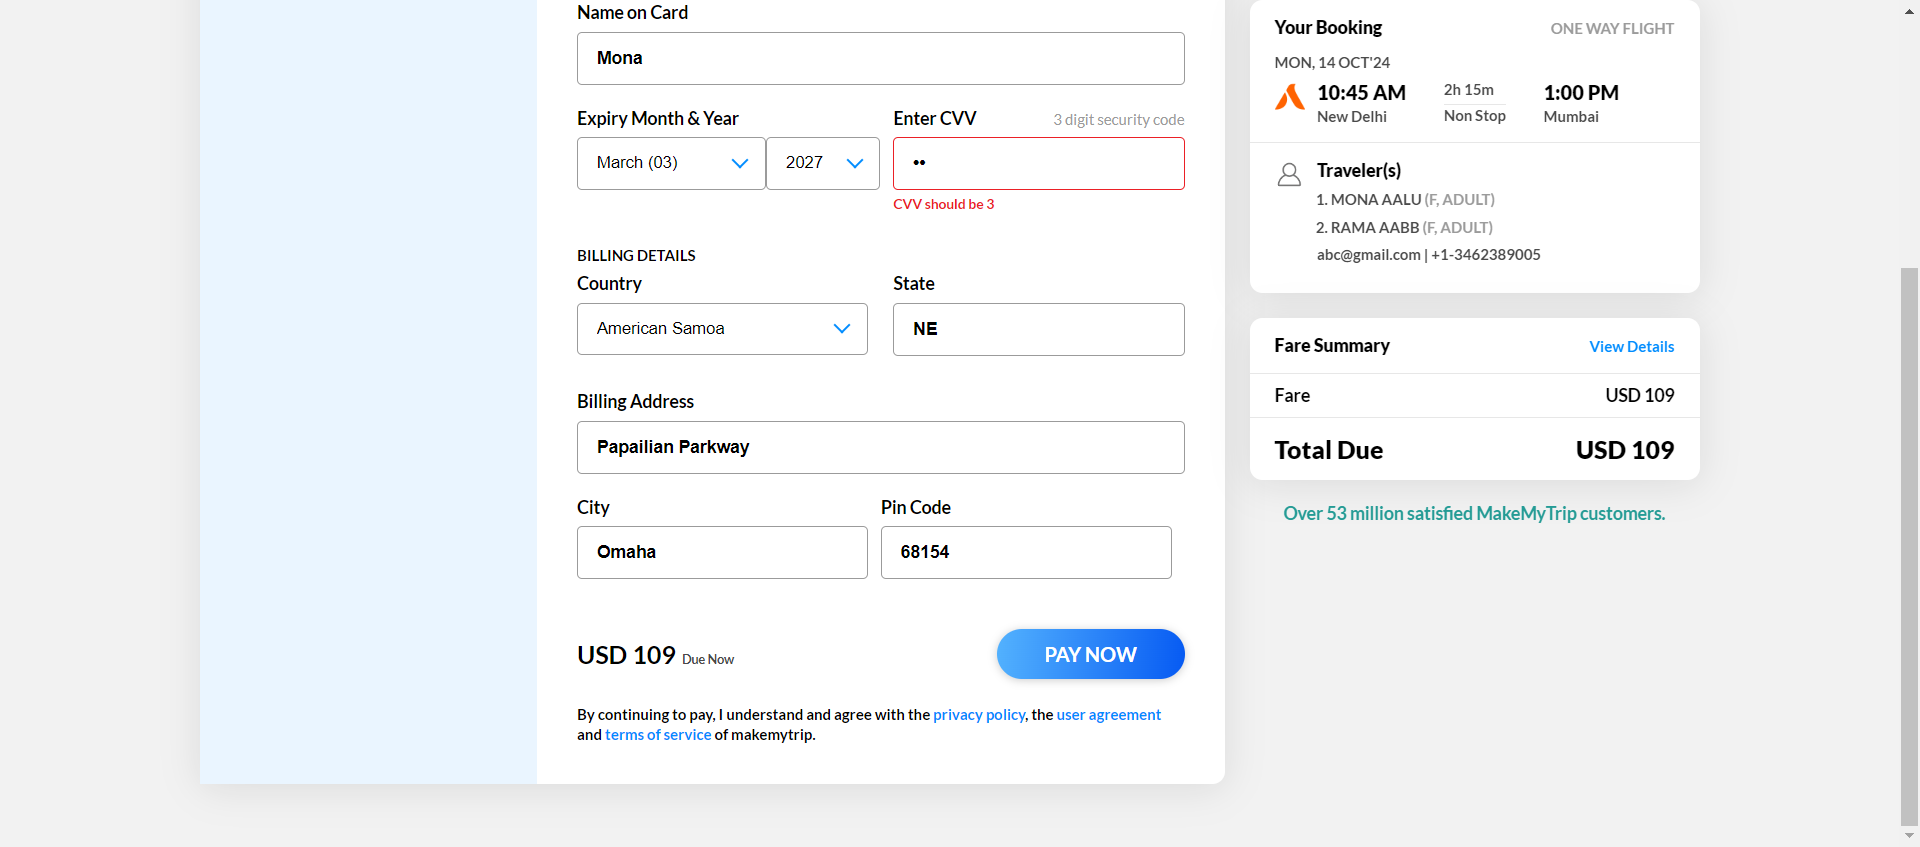 Name on Card
Mona
Expiry Month & Year
Enter CVV
3 digit security code
March (03)
2027
••
CVV should be 3
BILLING DETAILS
Country
State
American Samoa
NE
Billing Address
Papailian Parkway
City
Pin Code
Omaha
68154
USD 109 Due Now
PAY NOW
By continuing to pay, I understand and agree with the privacy policy, the user agreement
and terms of service of makemytrip.
Your Booking
ONE WAY FLIGHT
MON, 14 OCT'24
10:45 AM
2h 15m
1:00 PM
New Delhi
Non Stop
Mumbai
Traveler(s)
1. MONA AALU (F, ADULT)
2. RAMA AABB (F, ADULT)
abc@gmail.com | +1-3462389005
Fare Summary
View Details
Fare
USD 109
Total Due
USD 109
Over 53 million satisfied MakeMyTrip customers.